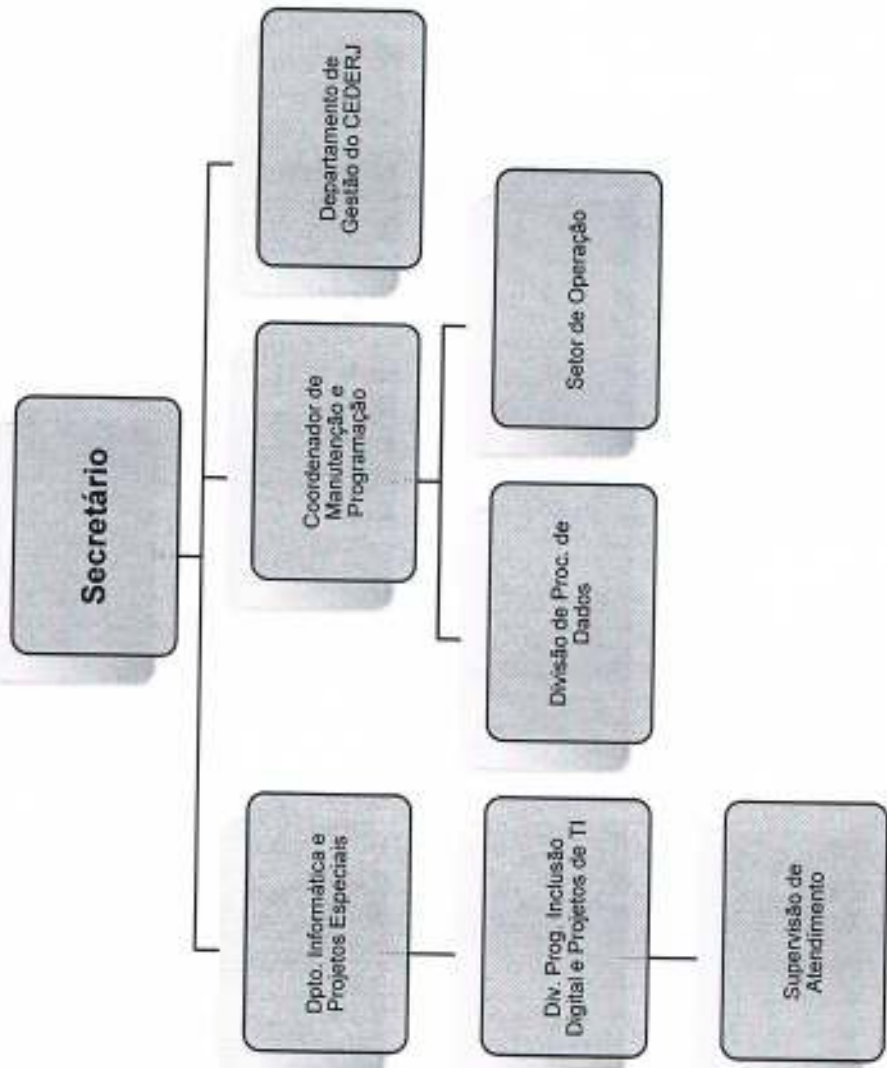 Secretário
Dpto. Informática e
Projetos Especiais
Coordenador de
Manutenção e
Programação
Departamento de
Gestão do CEDERJ
Div. Prog. Inclusão
Digital e Projetos de TI
Divisão de Proc. de
Dados
Setor de Operação
Supervisão de
Atendimento